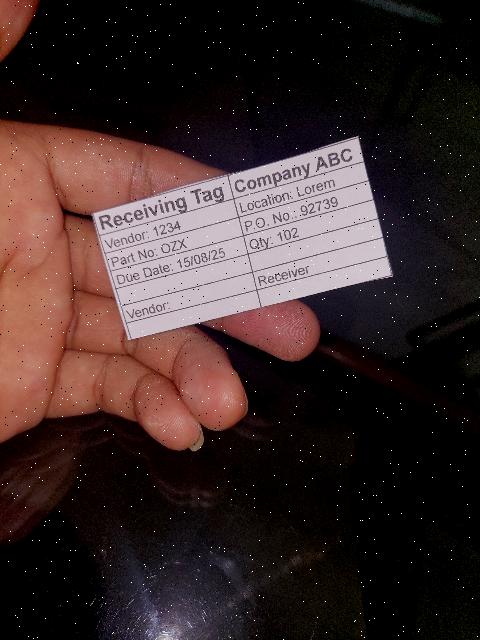 Receiving Tag Company ABC
Vendor: 1234 Location: Lorem
Part No: OZX P.O. No.: 92739
Due Date: 15/08/25 Qty: 102
Vendor: Receiver